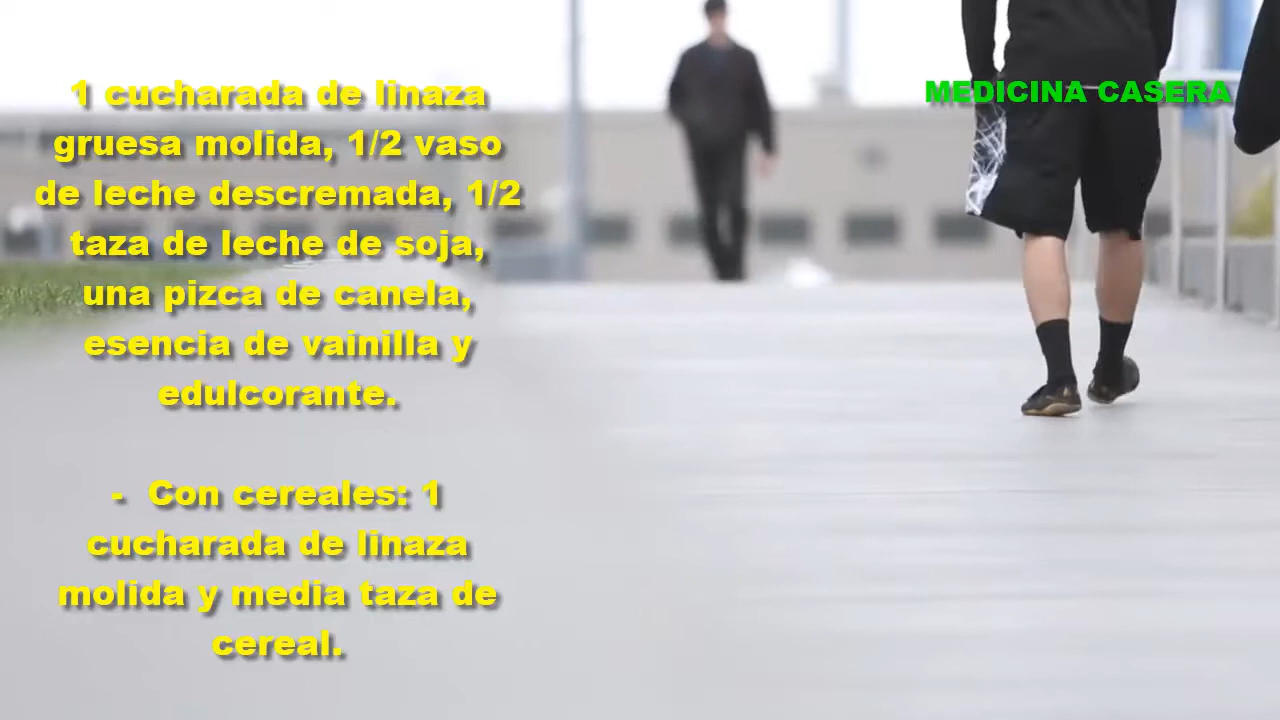 1 cucharada de linaza
gruesa molida, 1/2 vaso
de leche descremada, 1/2
taza de leche de soja,
una pizca de canela,
esencia de vainilla y
edulcorante.
- Con cereales: 1
cucharada de linaza
molida y media taza de
cereal.
MEDICINA CASERA